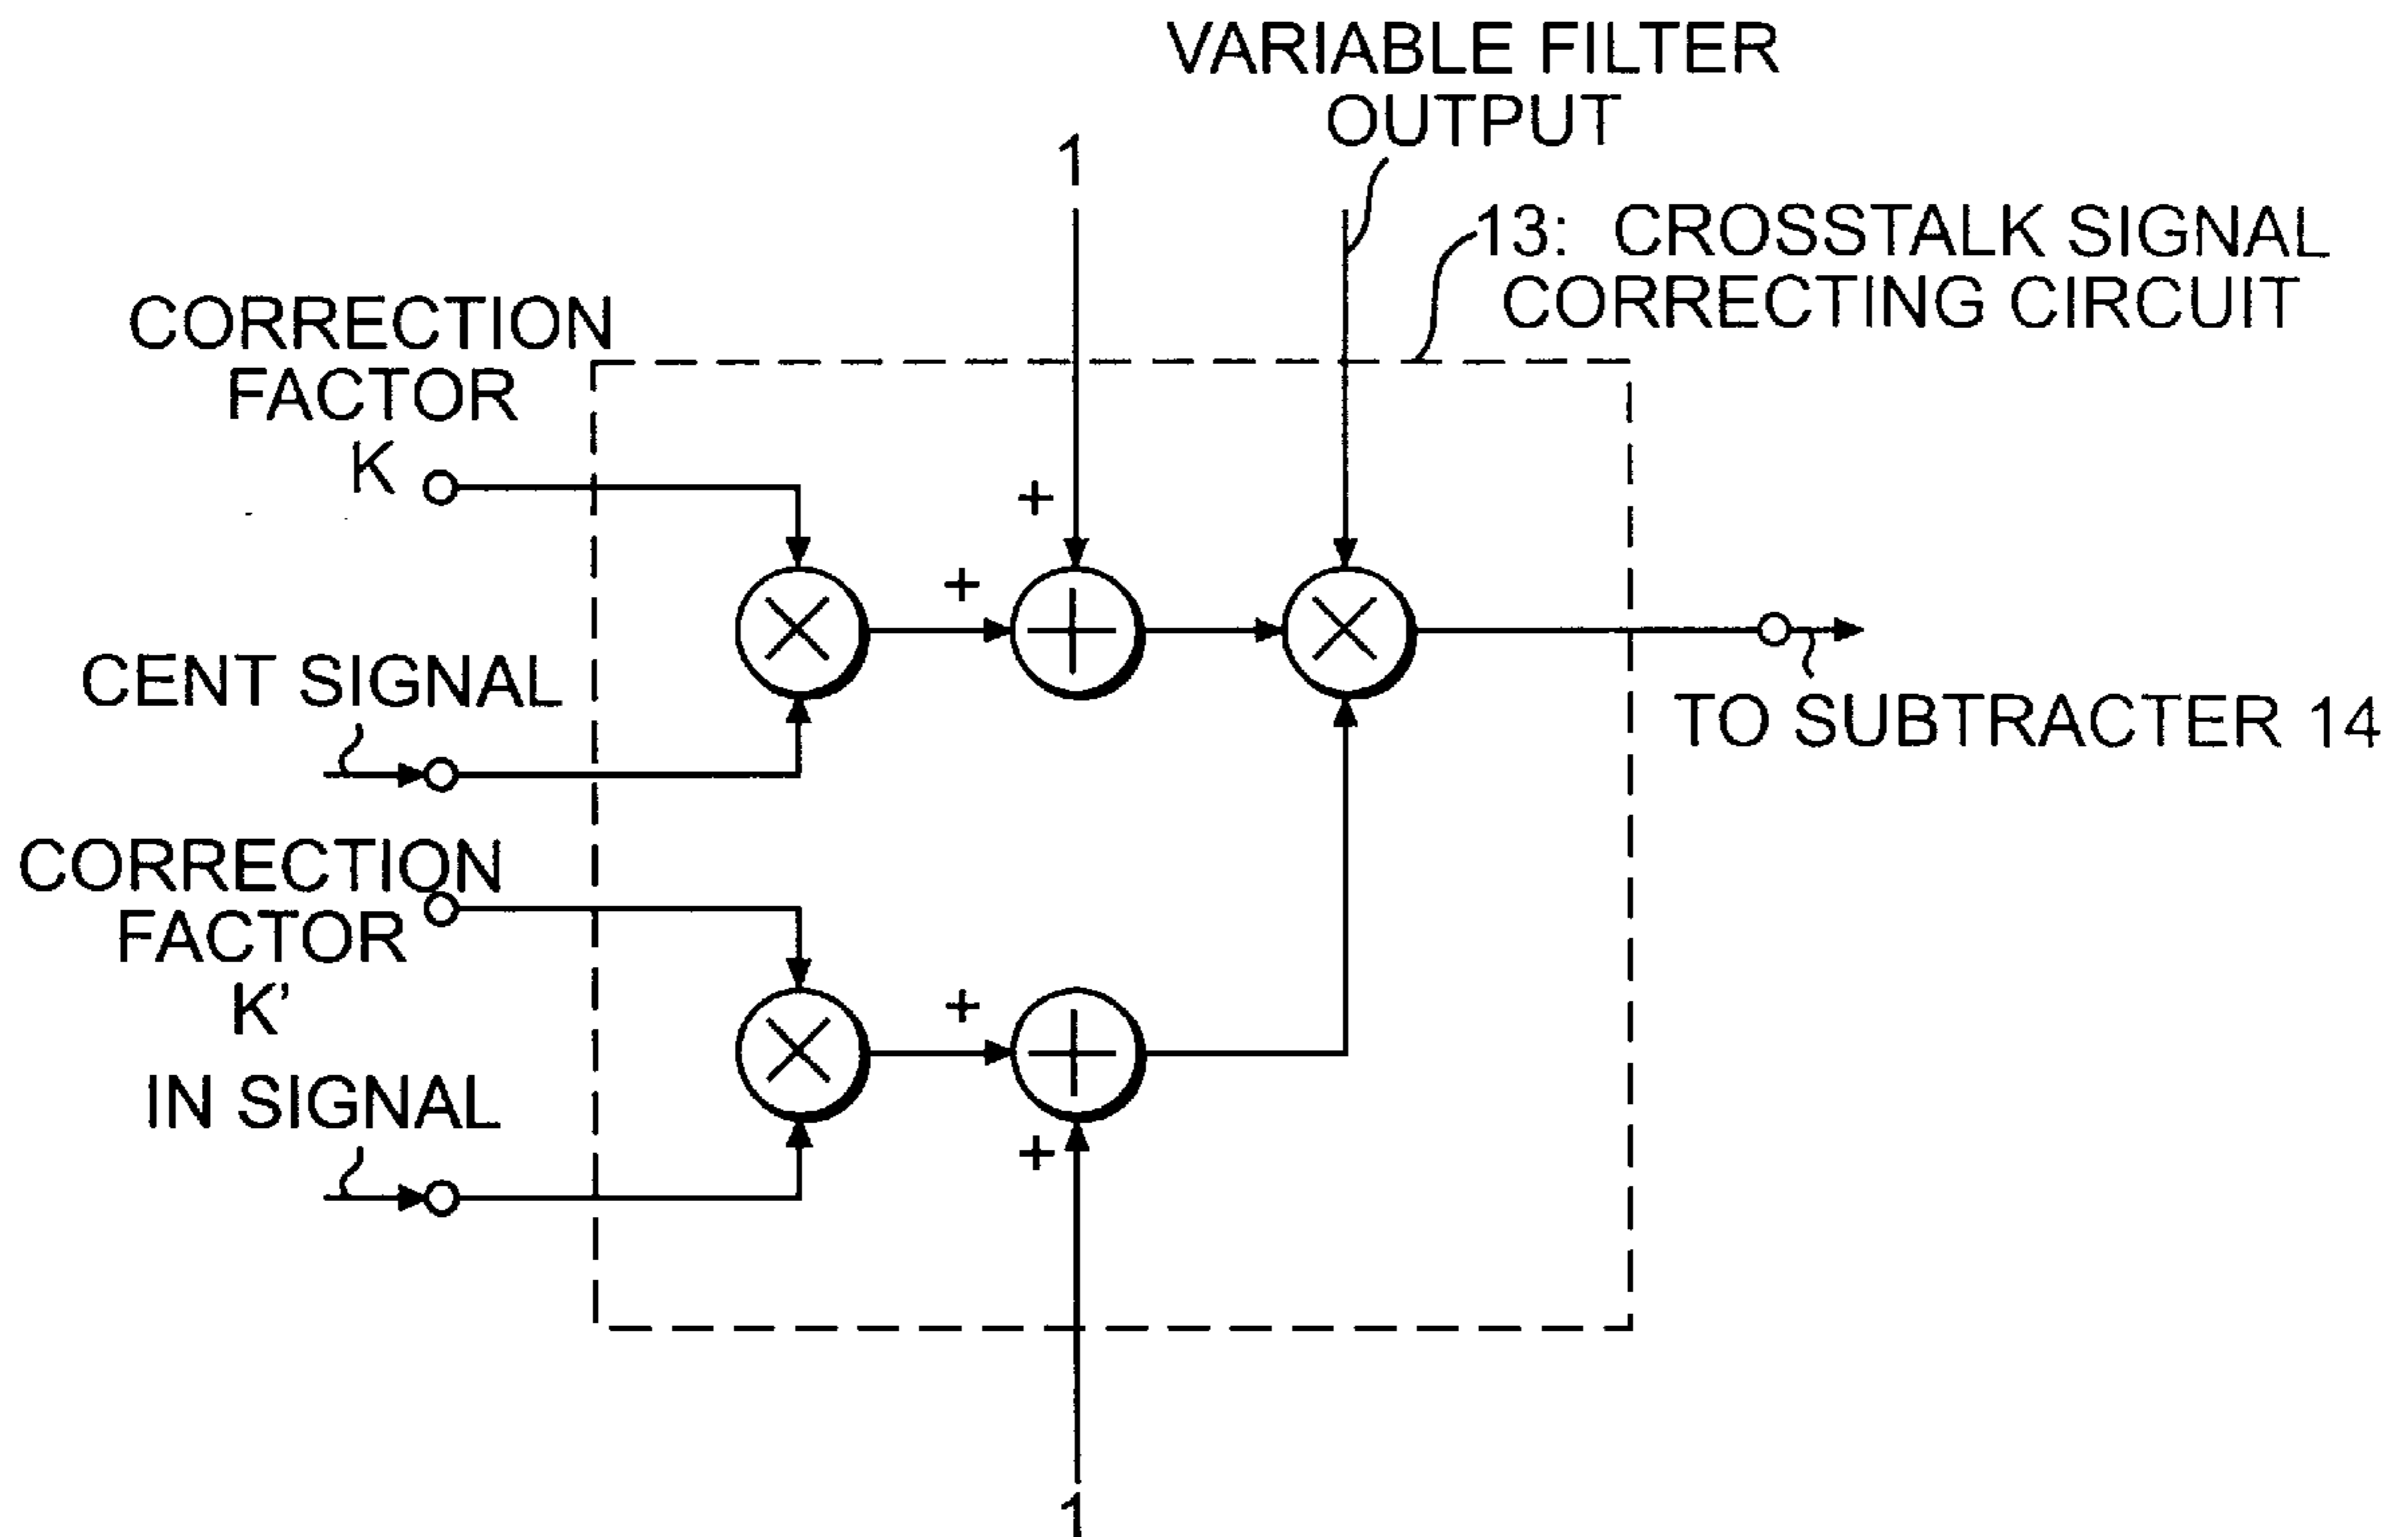 VARIABLE FILTER
OUTPUT
1
13: CROSSTALK SIGNAL
CORRECTING CIRCUIT
CORRECTION
FACTOR
K
+
+
CENT SIGNAL
TO SUBTRACTER 14
CORRECTION
FACTOR
K'
+
IN SIGNAL
+
1